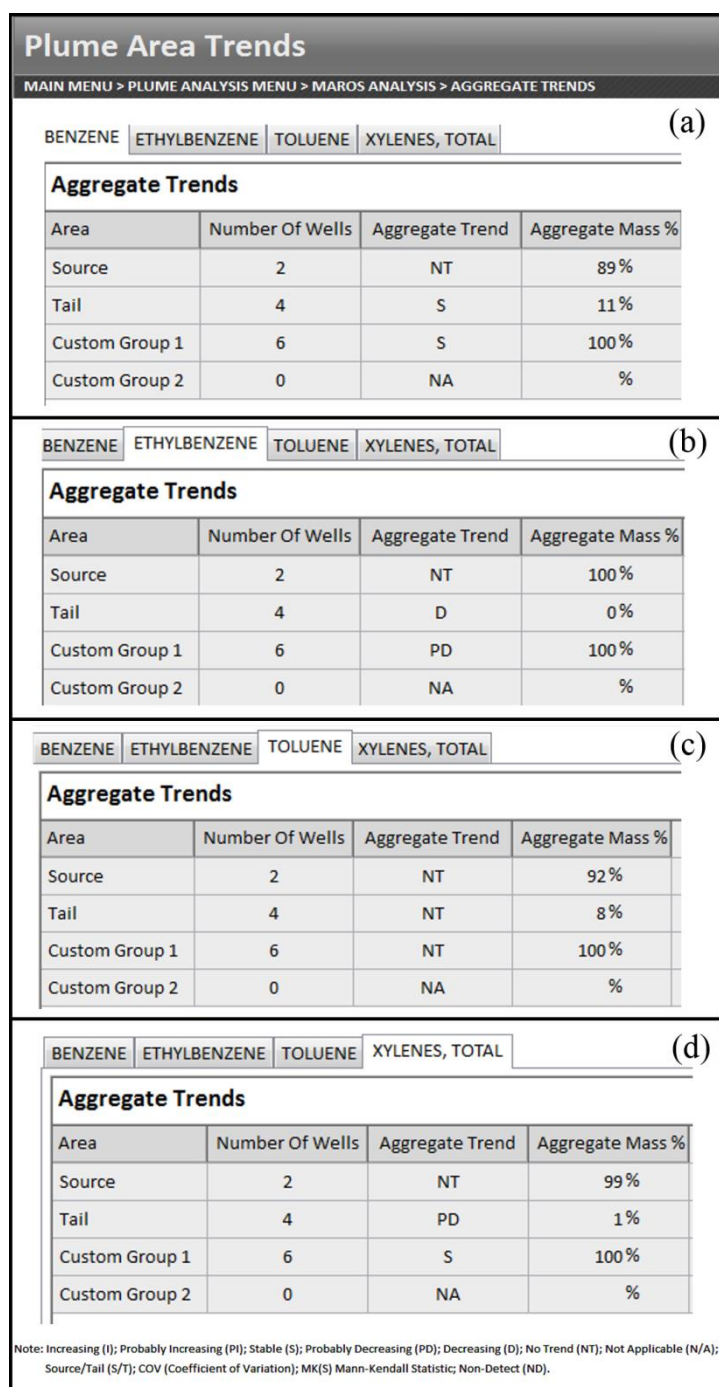 Plume Area Trends
MAIN MENU > PLUME ANALYSIS MENU > MAROS ANALYSIS > AGGREGATE TRENDS
(a)
BENZENE ETHYLBENZENE TOLUENE XYLENES, TOTAL
Aggregate Trends
Area Number Of Wells Aggregate Trend Aggregate Mass %
Source 2 NT 89%
Tail 4 S 11%
Custom Group 1 6 S 100%
Custom Group 2 0 NA %
(b)
BENZENE ETHYLBENZENE TOLUENE XYLENES, TOTAL
Aggregate Trends
Area Number Of Wells Aggregate Trend Aggregate Mass %
Source 2 NT 100%
Tail 4 D 0%
Custom Group 1 6 PD 100%
Custom Group 2 0 NA %
(c)
BENZENE ETHYLBENZENE TOLUENE XYLENES, TOTAL
Aggregate Trends
Area Number Of Wells Aggregate Trend Aggregate Mass %
Source 2 NT 92%
Tail 4 NT 8%
Custom Group 1 6 NT 100%
Custom Group 2 0 NA %
(d)
BENZENE ETHYLBENZENE TOLUENE XYLENES, TOTAL
Aggregate Trends
Area Number Of Wells Aggregate Trend Aggregate Mass %
Source 2 NT 99%
Tail 4 PD 1%
Custom Group 1 6 S 100%
Custom Group 2 0 NA %
Note: Increasing (I); Probably Increasing (PI); Stable (S); Probably Decreasing (PD); Decreasing (D); No Trend (NT); Not Applicable (N/A);
Source/Tail (S/T); COV (Coefficient of Variation); MK(S) Mann-Kendall Statistic; Non-Detect (ND).